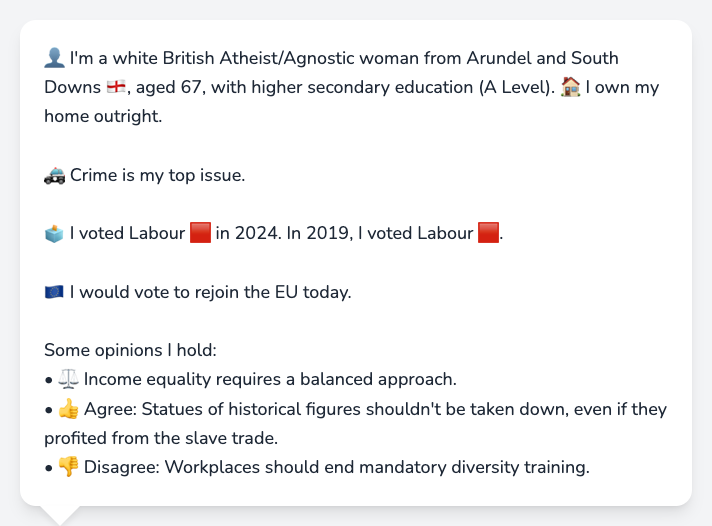 👤 I'm a white British Atheist/Agnostic woman from Arundel and South
Downs 🏴󠁧󠁢󠁥󠁮󠁧󠁿, aged 67, with higher secondary education (A Level). 🏠 I own my
home outright.
🚓 Crime is my top issue.
🗳️ I voted Labour 🟥 in 2024. In 2019, I voted Labour 🟥.
🇪🇺 I would vote to rejoin the EU today.
Some opinions I hold:
• ⚖️ Income equality requires a balanced approach.
• 👍 Agree: Statues of historical figures shouldn't be taken down, even if they
profited from the slave trade.
• 👎 Disagree: Workplaces should end mandatory diversity training.